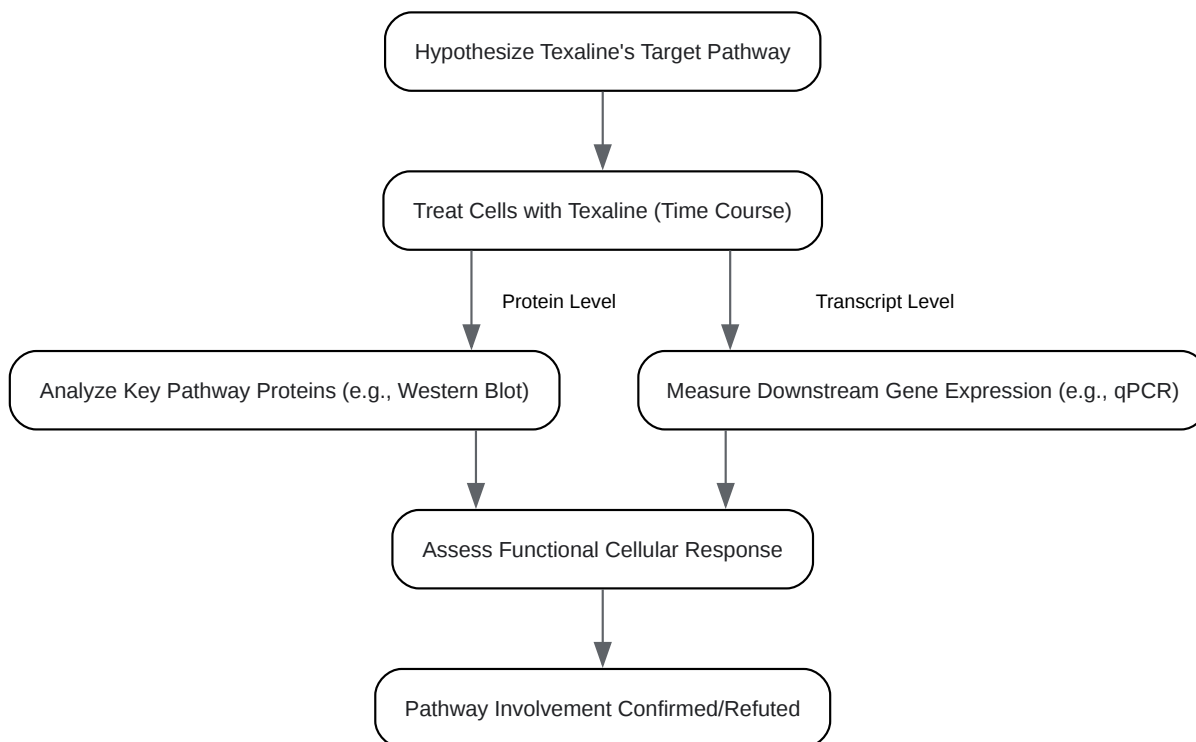 Hypothesize Texaline's Target Pathway
Treat Cells with Texaline (Time Course)
Protein Level
Transcript Level
Analyze Key Pathway Proteins (e.g., Western Blot)
Measure Downstream Gene Expression (e.g., qPCR)
Assess Functional Cellular Response
Pathway Involvement Confirmed/Refuted